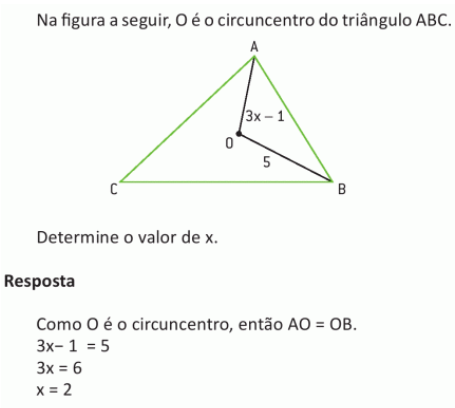 Na figura a seguir, O é o circuncentro do triângulo ABC.
A
3x – 1
O
5
C
B
Determine o valor de x.
Resposta
Como O é o circuncentro, então AO = OB.
3x– 1 = 5
3x = 6
x = 2